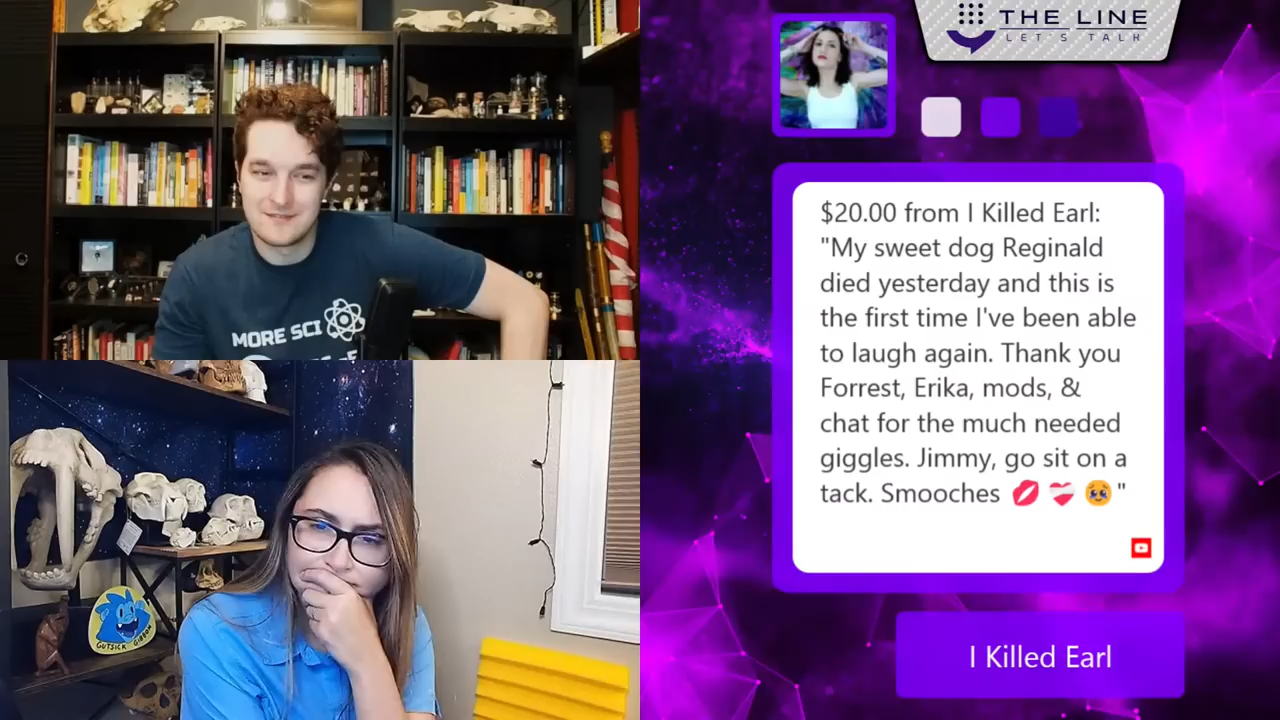 THE LINE
LET'S TALK
$20.00 from I Killed Earl:
"My sweet dog Reginald
died yesterday and this is
the first time I've been able
to laugh again. Thank you
Forrest, Erika, mods, &
chat for the much needed
giggles. Jimmy, go sit on a
tack. Smooches 💋 ❤️‍🩹 🥹 "
I Killed Earl
MORE SCI
GUTSICK GIBBON